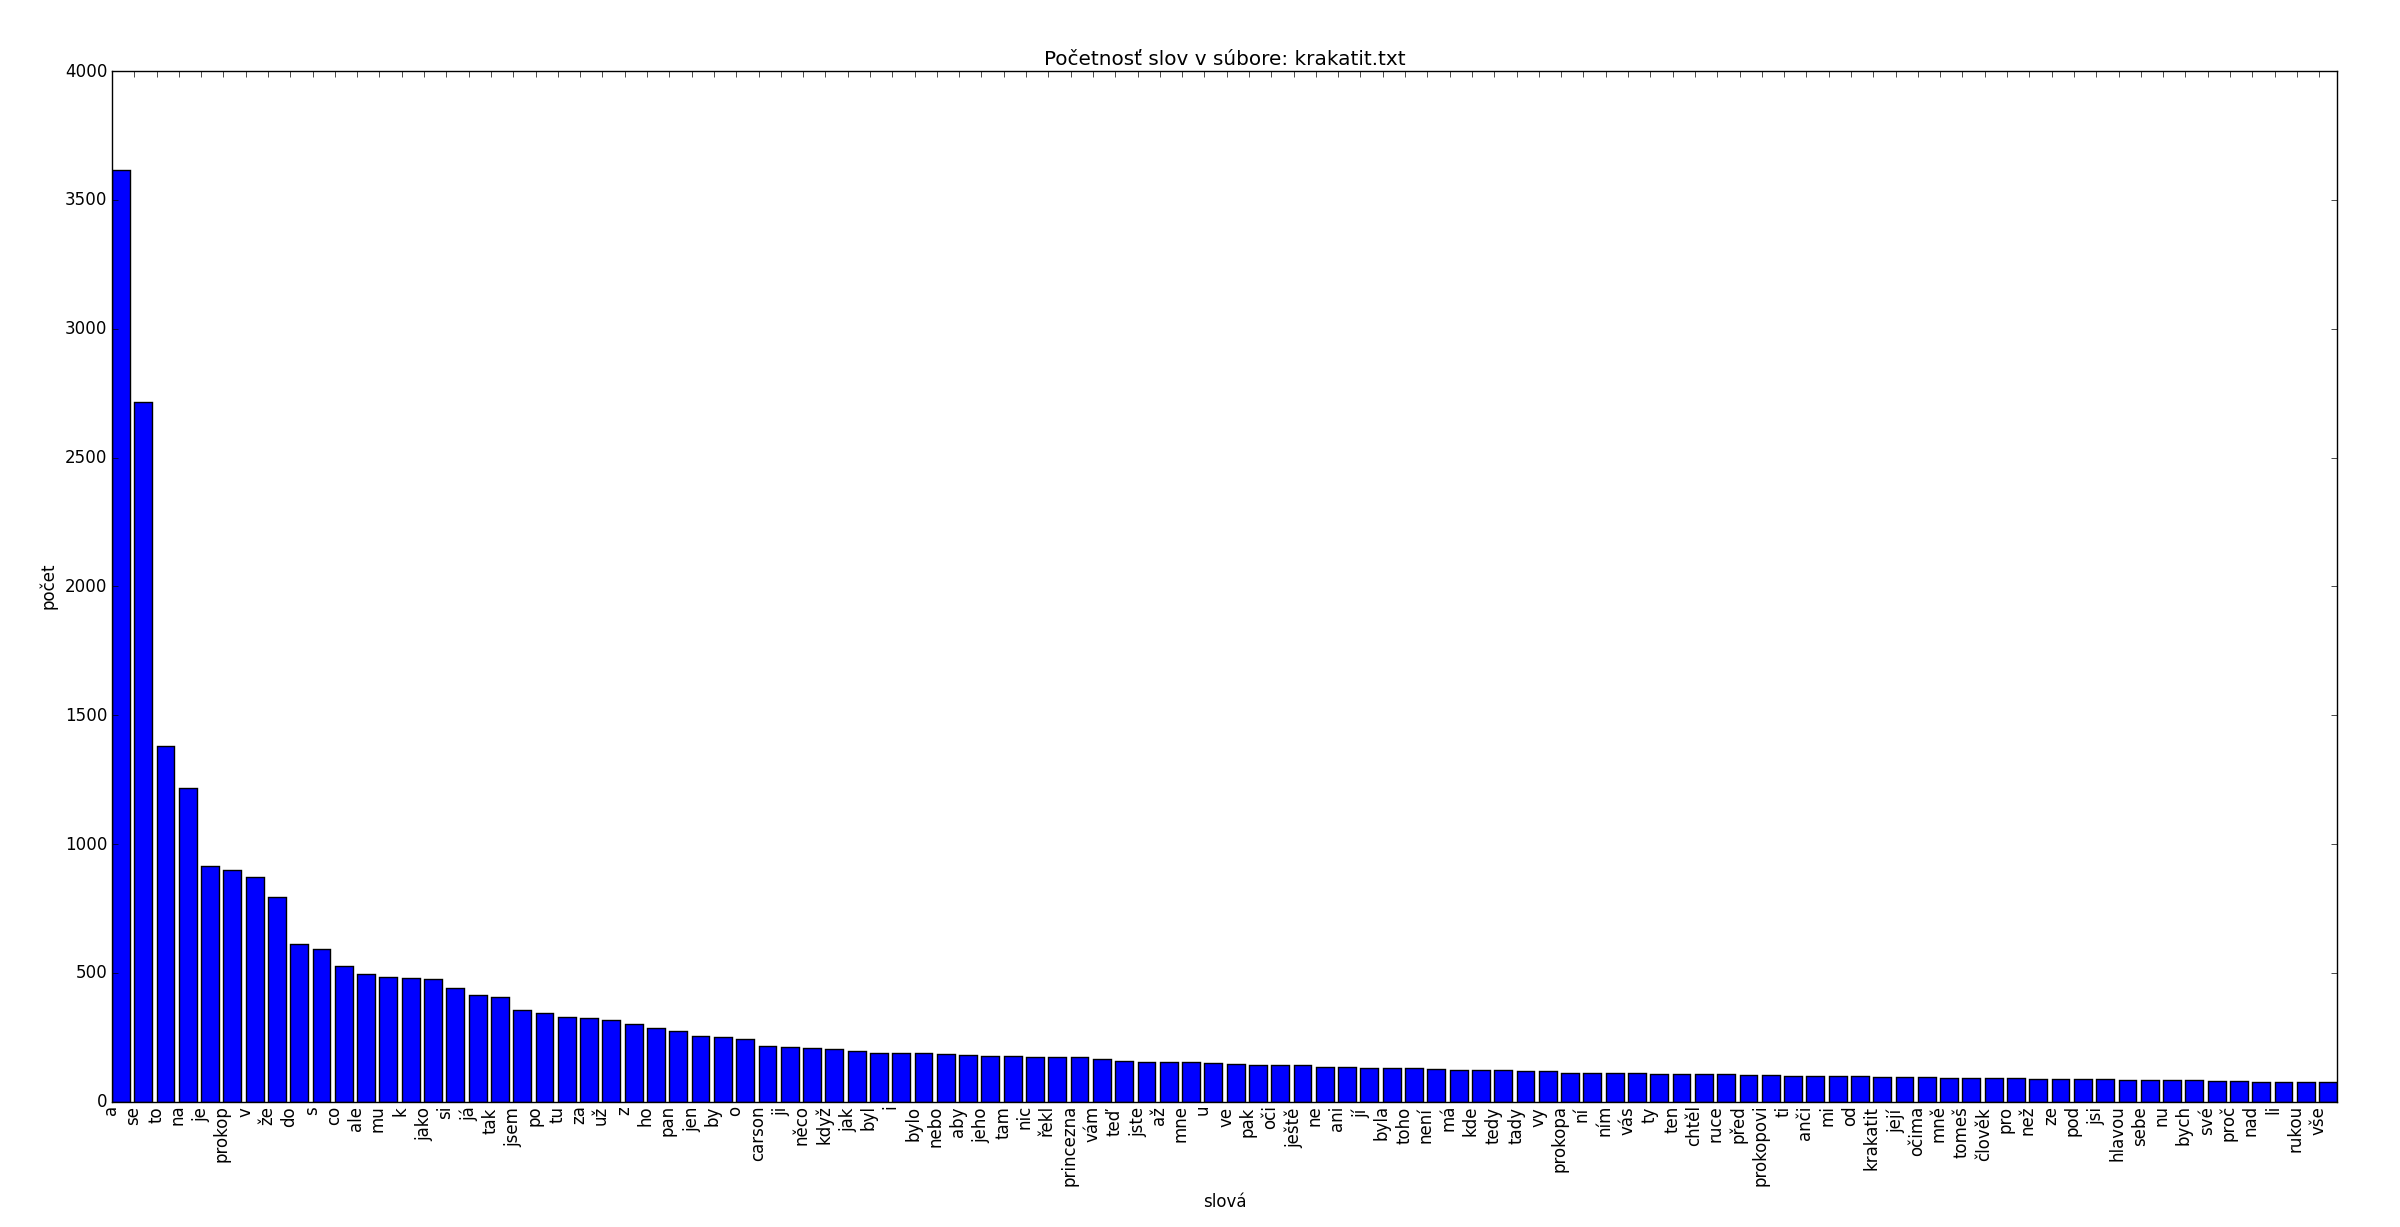 Početnosť slov v súbore: krakatit.txt
4000
3500
3000
2500
2000
1500
1000
500
0
počet
a
se
to
na
je
prokop
v
že
do
s
co
ale
mu
k
jako
si
já
tak
jsem
po
tu
za
už
z
ho
pan
jen
by
o
carson
ji
něco
když
jak
byl
i
bylo
nebo
aby
jeho
tam
nic
řekl
princezna
vám
teď
jste
až
mne
u
ve
pak
oči
ještě
ne
ani
jí
byla
toho
není
má
kde
tedy
tady
vy
prokopa
ní
ním
vás
ty
ten
chtěl
ruce
před
prokopovi
ti
anči
mi
od
krakatit
její
očima
mně
tomeš
člověk
pro
než
ze
pod
jsi
hlavou
sebe
nu
bych
své
proč
nad
li
rukou
vše
slová